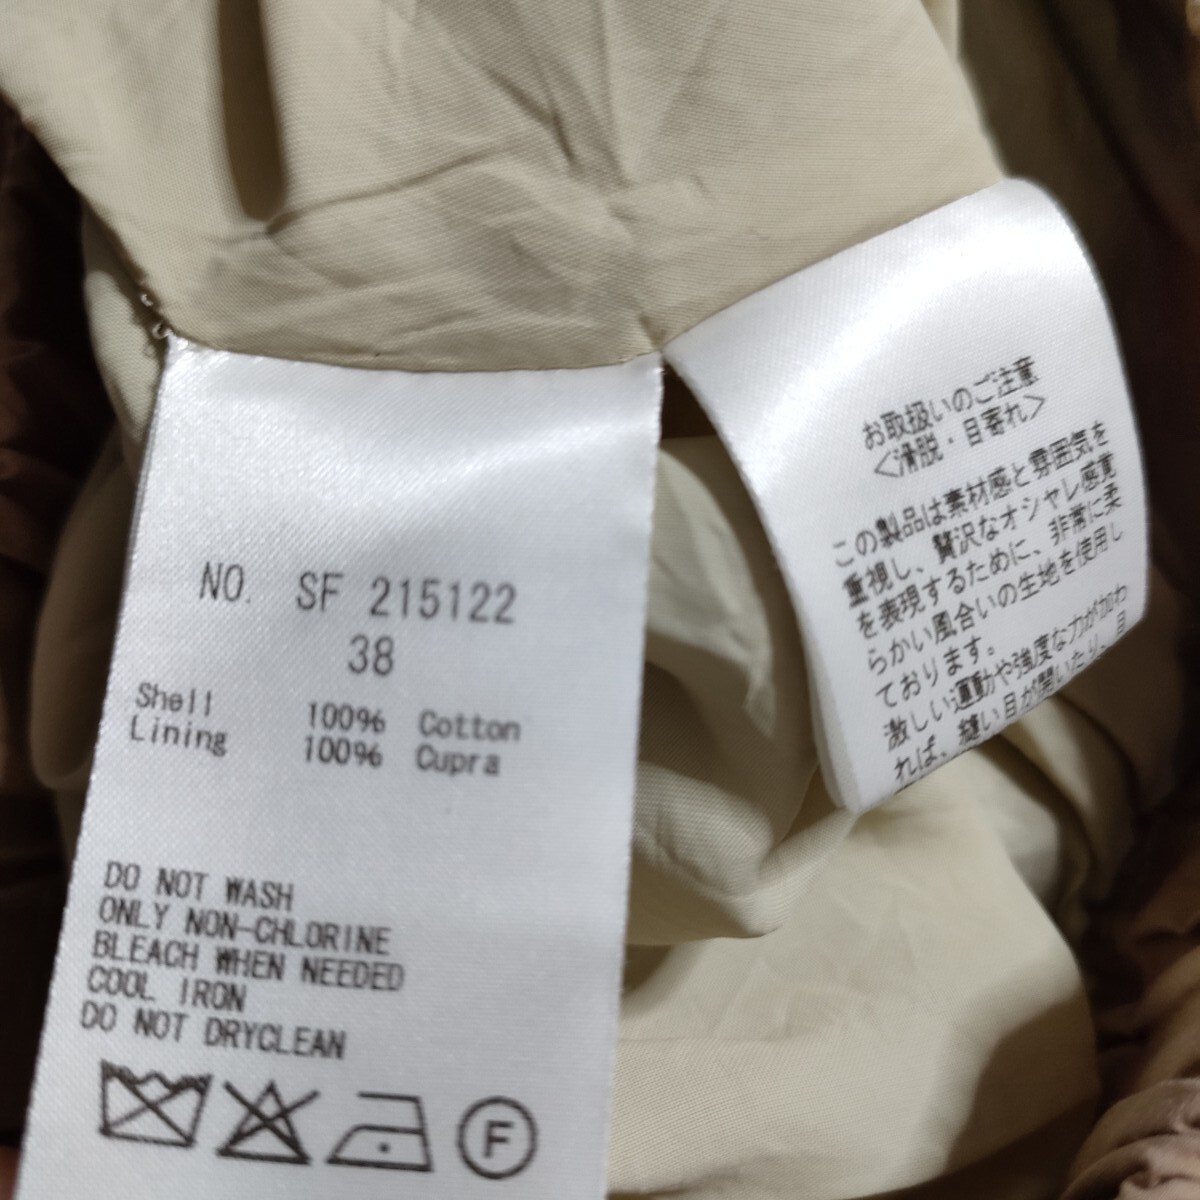 NO. SF 215122
38
Shell 100% Cotton
Lining 100% Cupra
DO NOT WASH
ONLY NON-CHLORINE
BLEACH WHEN NEEDED
COOL IRON
DO NOT DRYCLEAN
F
お取扱いのご注意
<滑脱・目寄れ>
この製品は素材感と雰囲気を
重視し、贅沢なオシャレ感覚
を表現するために、非常に柔
らかい風合いの生地を使用し
ております。
激しい運動や強度な力が加わ
れば、縫い目が開いたり、目